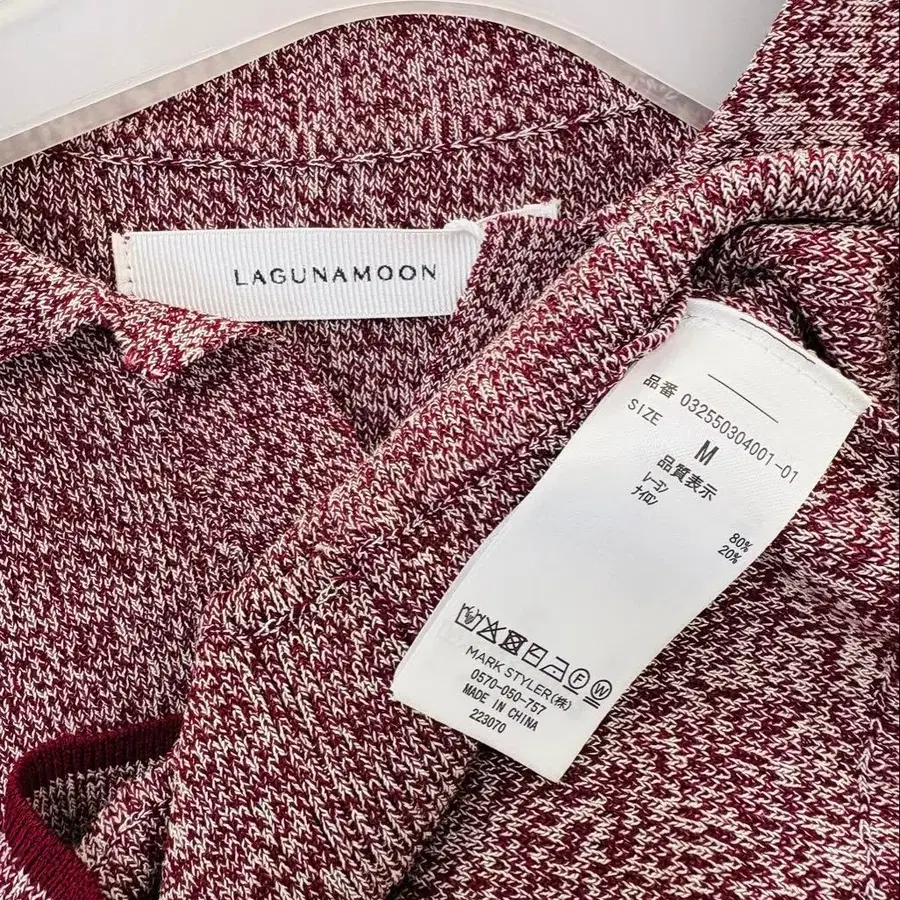 LAGUNAMOON
品番 032550304001-01
SIZE M
品質表示
レーヨン 80%
ナイロン 20%
MARK STYLER(株)
0570-050-757
MADE IN CHINA
223070